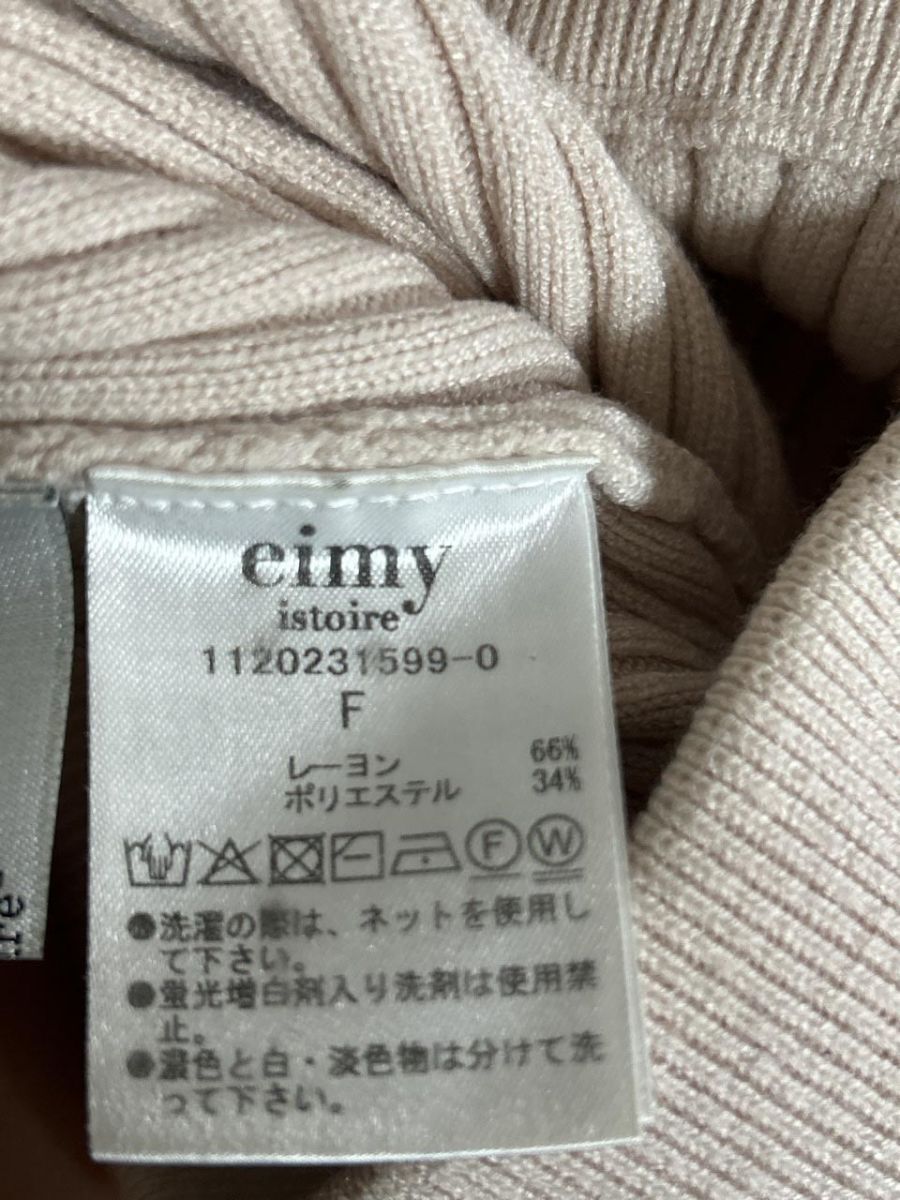 eimy
istoire
1120231599-0
F
レーヨン 66%
ポリエステル 34%
F W
●洗濯の際は、ネットを使用し
て下さい。
●蛍光増白剤入り洗剤は使用禁
止。
●濃色と白・淡色物は分けて洗
って下さい。
re